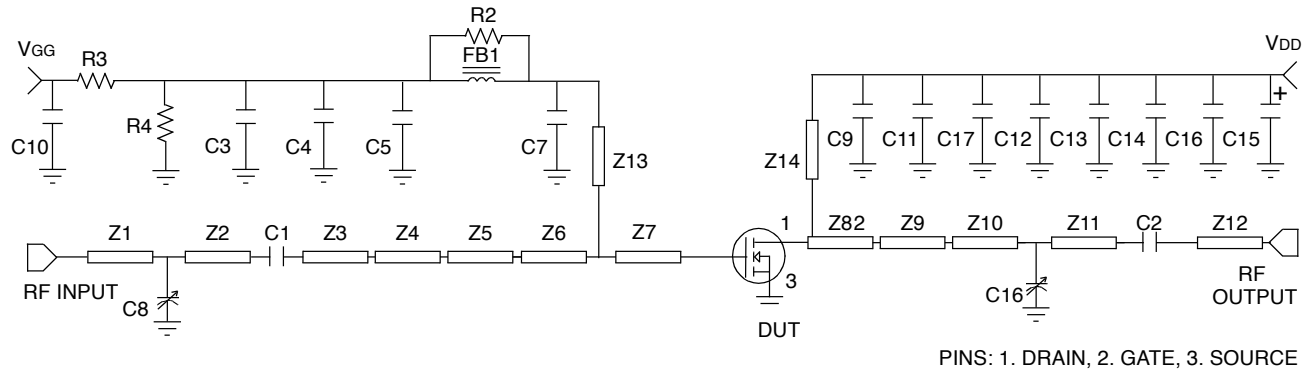 R2
VGG
R3
FB1
VDD
+
R4
C10
C3
C4
C5
C7
Z13
Z14
C9
C11
C17
C12
C13
C14
C16
C15
Z1
Z2
C1
Z3
Z4
Z5
Z6
Z7
1
Z82
Z9
Z10
Z11
C2
Z12
RF INPUT
C8
3
C16
RF
OUTPUT
DUT
PINS: 1. DRAIN, 2. GATE, 3. SOURCE